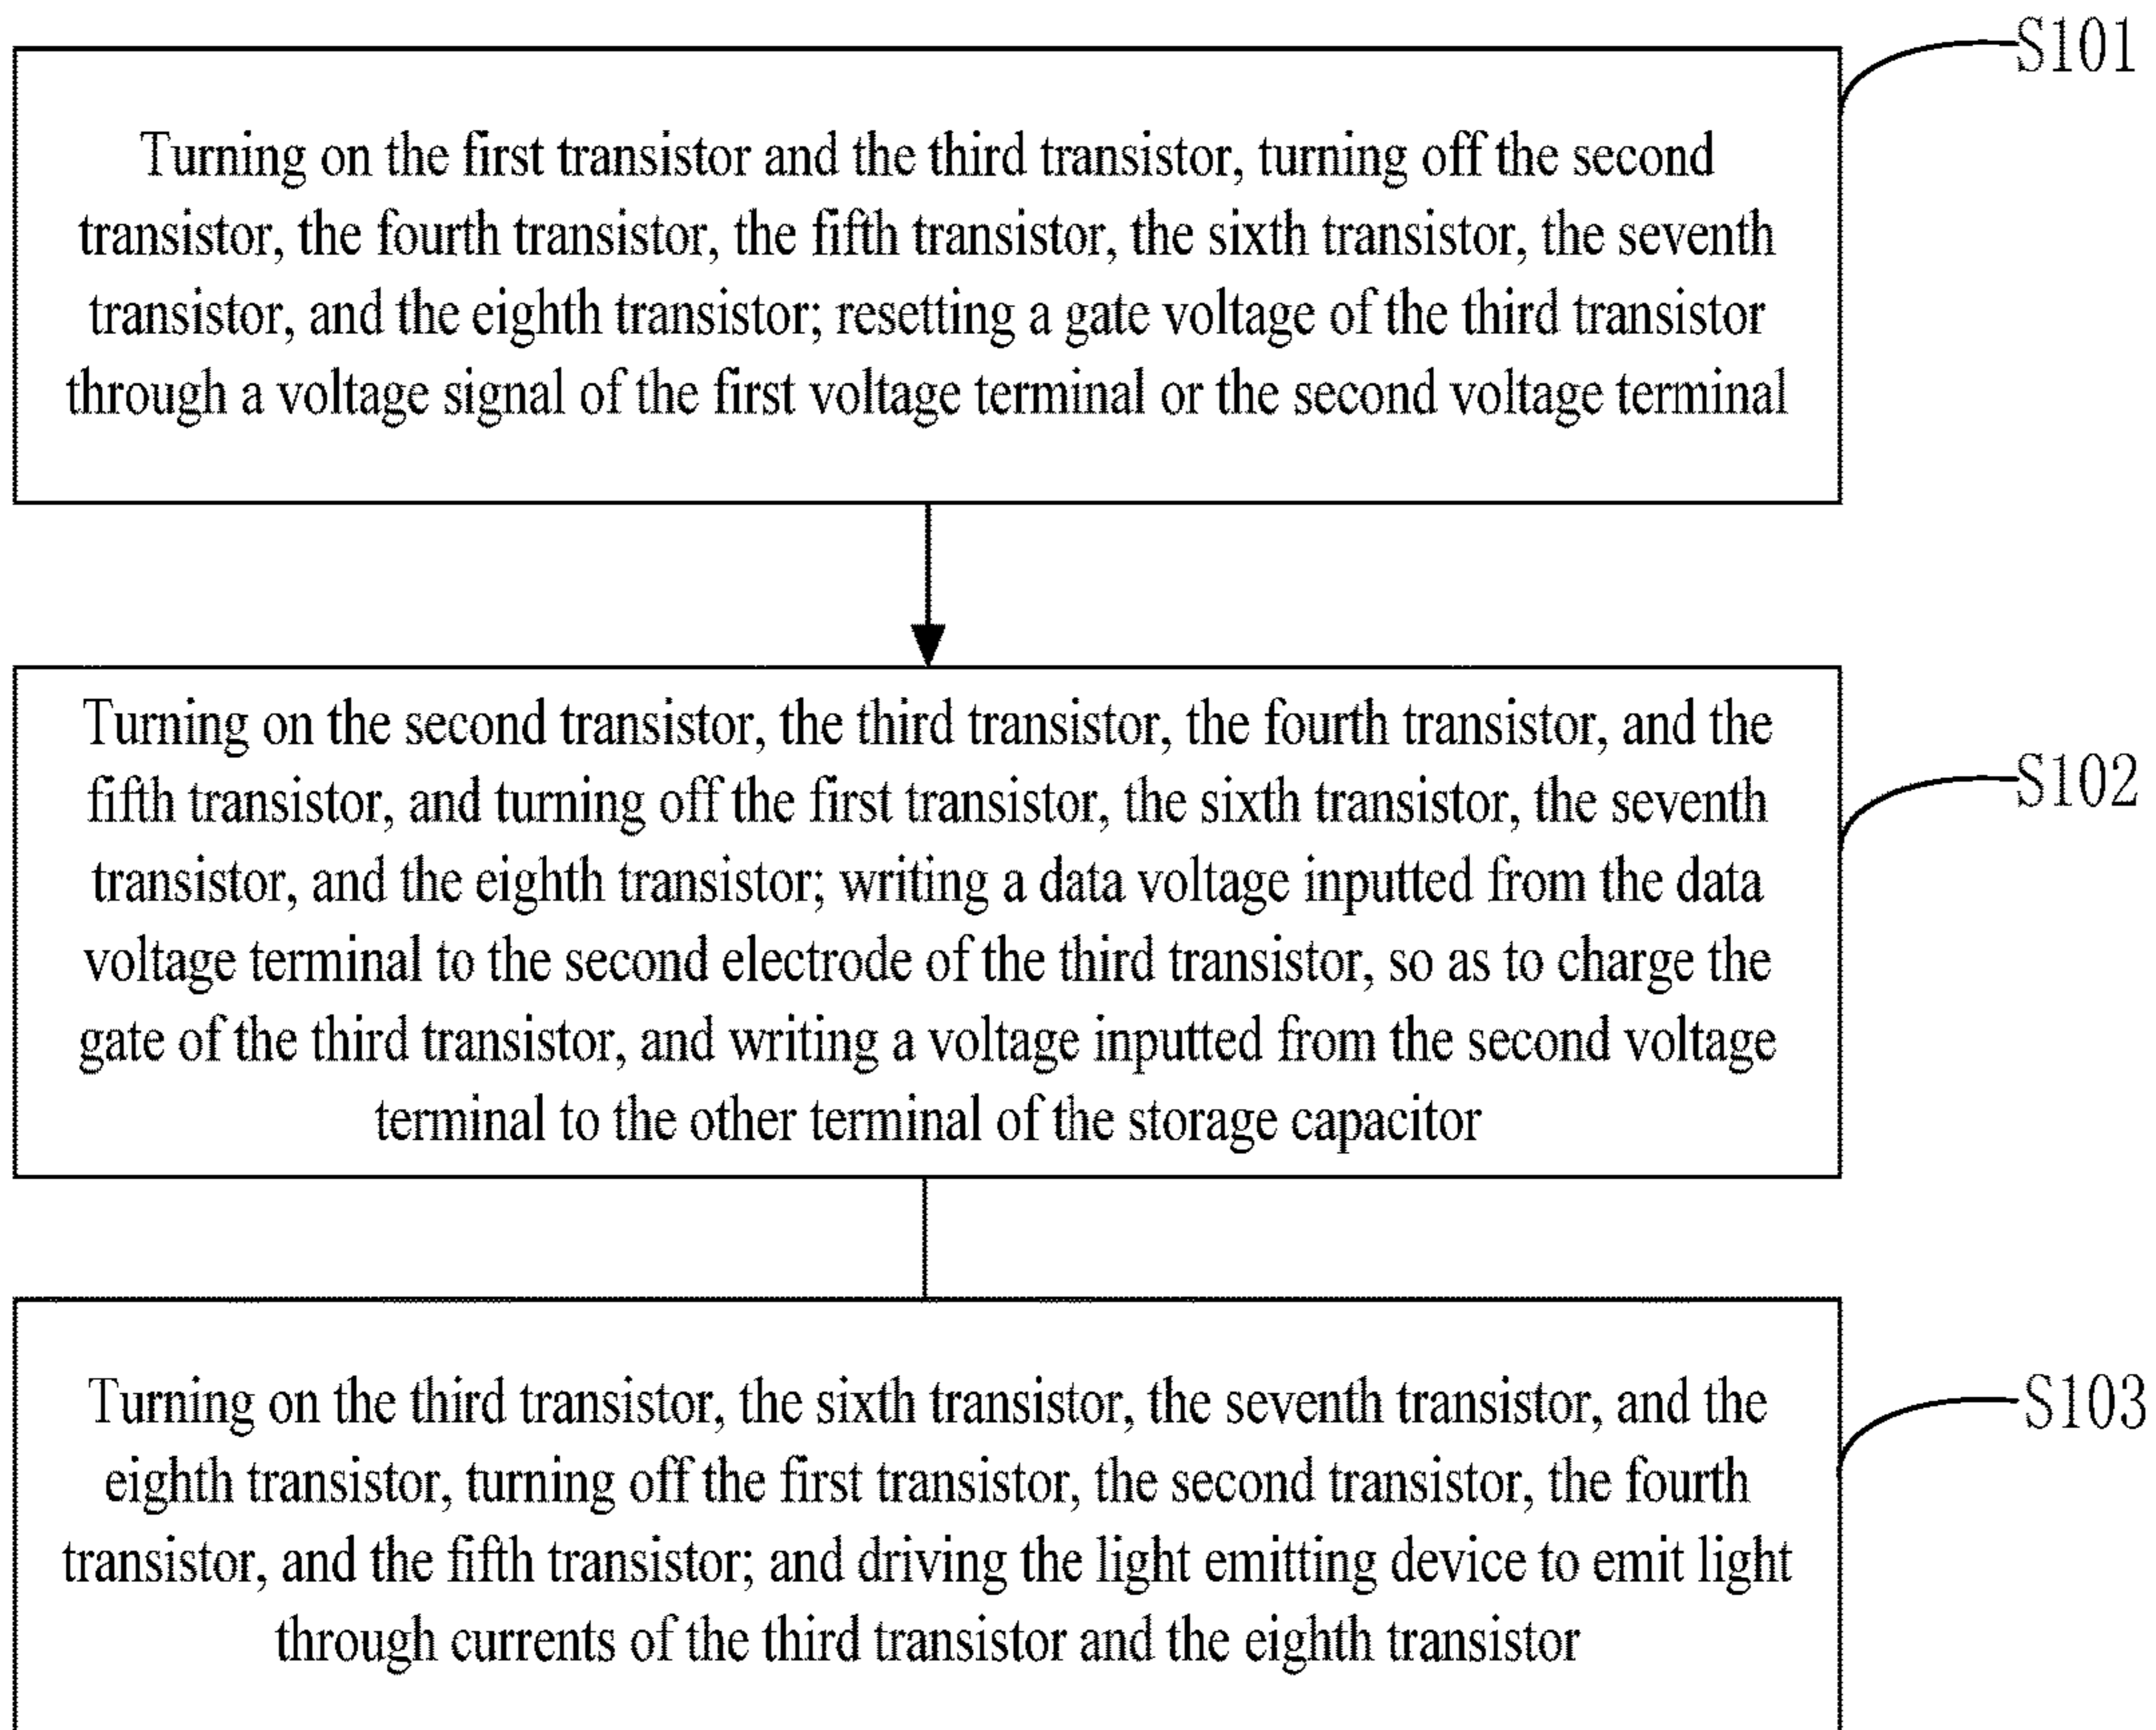 S101
Turning on the first transistor and the third transistor, turning off the second
transistor, the fourth transistor, the fifth transistor, the sixth transistor, the seventh
transistor, and the eighth transistor; resetting a gate voltage of the third transistor
through a voltage signal of the first voltage terminal or the second voltage terminal
S102
Turning on the second transistor, the third transistor, the fourth transistor, and the
fifth transistor, and turning off the first transistor, the sixth transistor, the seventh
transistor, and the eighth transistor; writing a data voltage inputted from the data
voltage terminal to the second electrode of the third transistor, so as to charge the
gate of the third transistor, and writing a voltage inputted from the second voltage
terminal to the other terminal of the storage capacitor
S103
Turning on the third transistor, the sixth transistor, the seventh transistor, and the
eighth transistor, turning off the first transistor, the second transistor, the fourth
transistor, and the fifth transistor; and driving the light emitting device to emit light
through currents of the third transistor and the eighth transistor